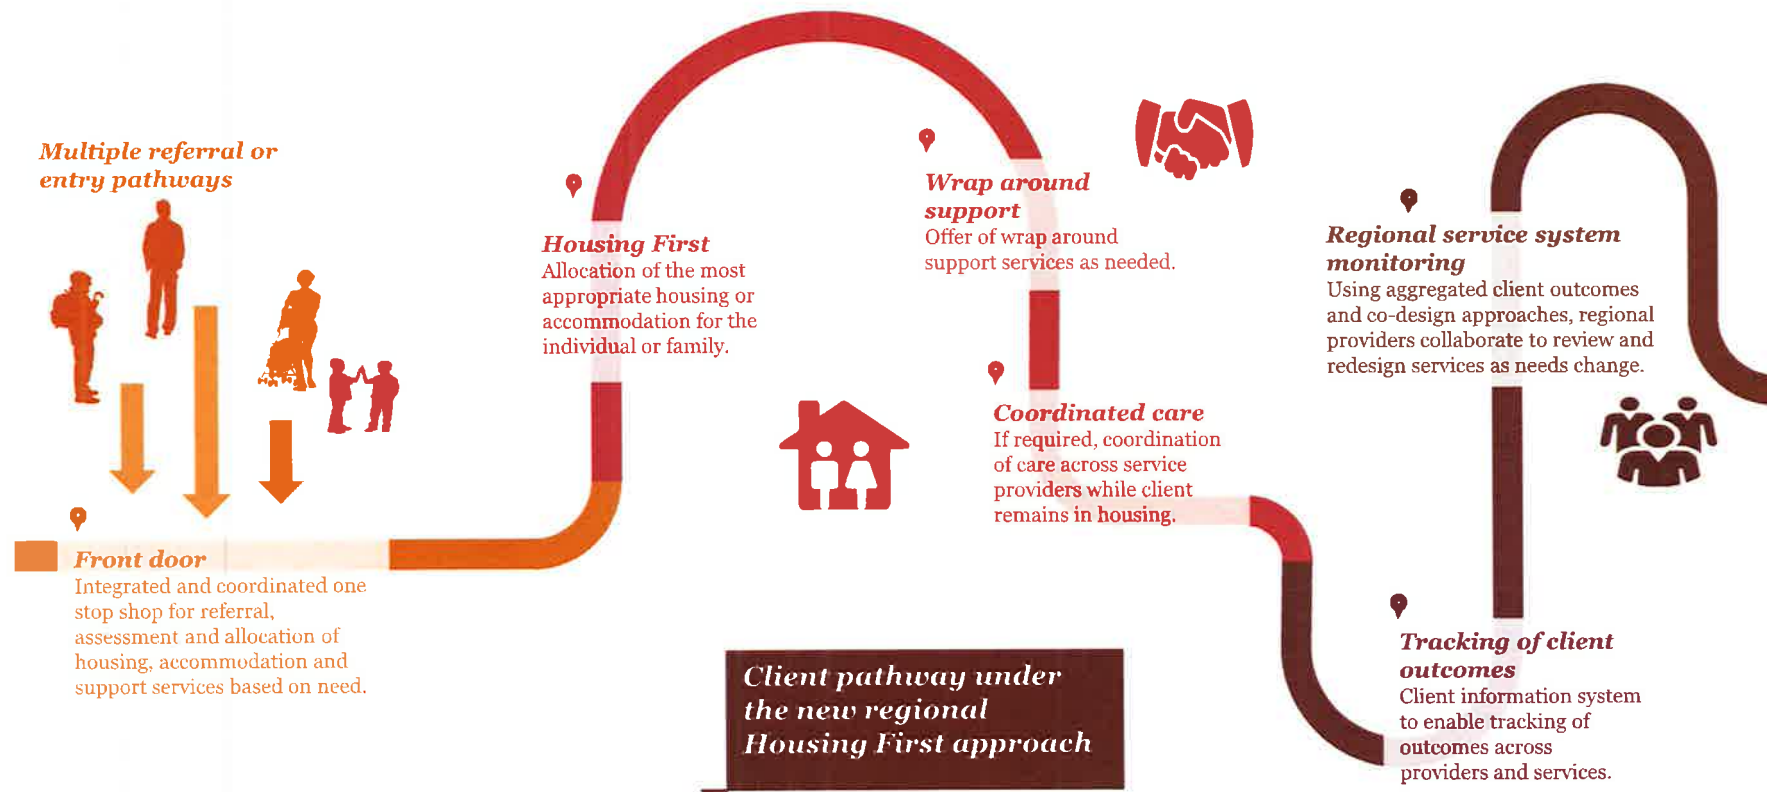 Multiple referral or
entry pathways
Front door
Integrated and coordinated one
stop shop for referral,
assessment and allocation of
housing, accommodation and
support services based on need.
Housing First
Allocation of the most
appropriate housing or
accommodation for the
individual or family.
Wrap around
support
Offer of wrap around
support services as needed.
Coordinated care
If required, coordination
of care across service
providers while client
remains in housing.
Tracking of client
outcomes
Client information system
to enable tracking of
outcomes across
providers and services.
Regional service system
monitoring
Using aggregated client outcomes
and co-design approaches, regional
providers collaborate to review and
redesign services as needs change.
Client pathway under
the new regional
Housing First approach